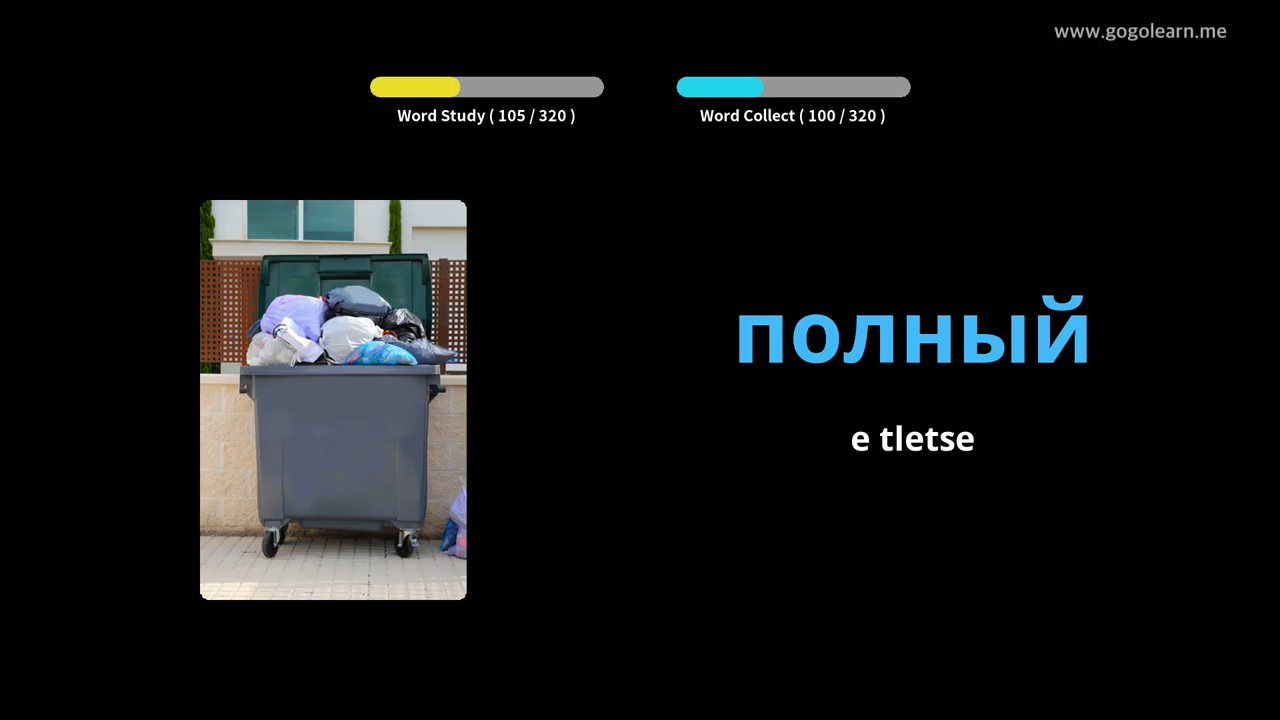 www.gogolearn.me
Word Study ( 105 / 320 )
Word Collect ( 100 / 320 )
полный
e tletse